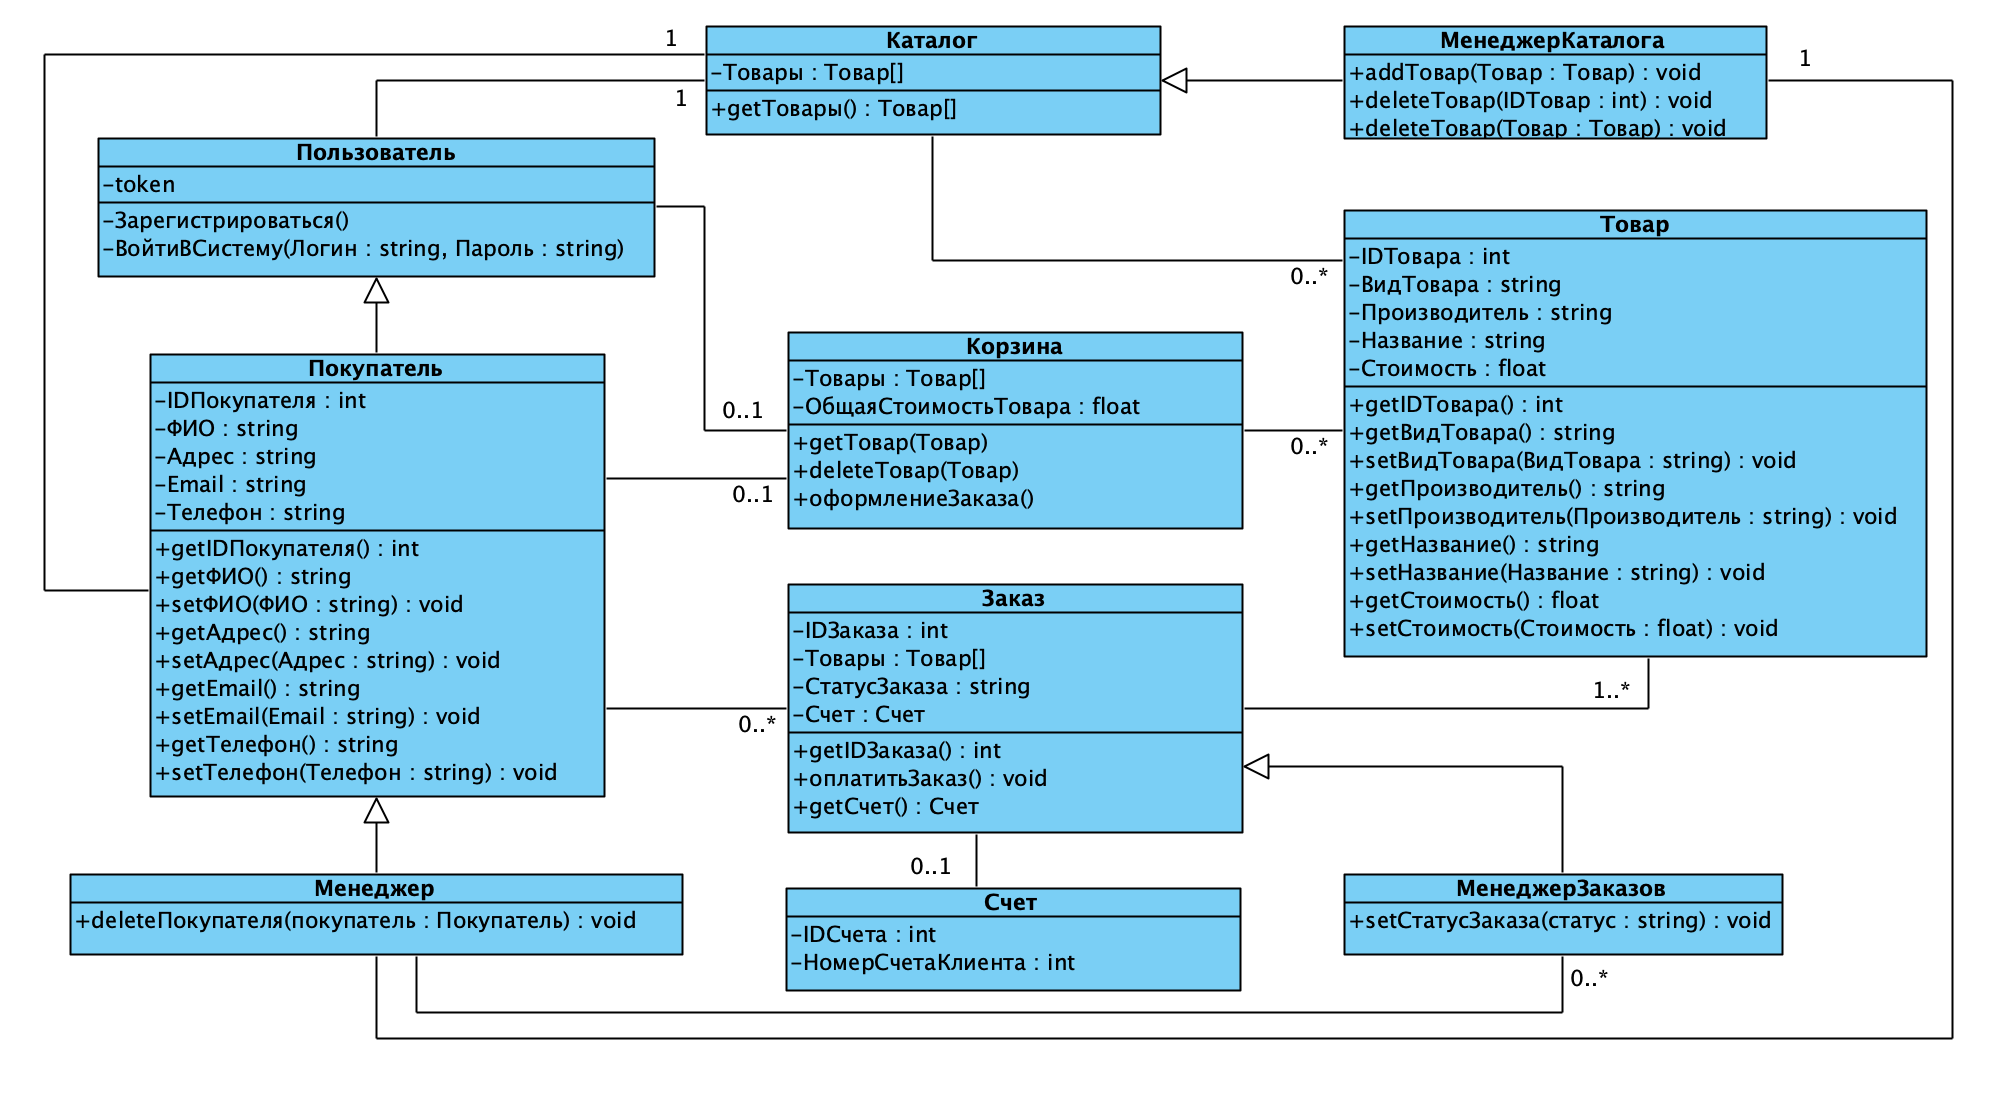 1
Каталог
-Товары : Товар[]
+getТовары() : Товар[]
1
МенеджерКаталога
+addТовар(Товар : Товар) : void
+deleteТовар(IDТовар : int) : void
+deleteТовар(Товар : Товар) : void
1
Пользователь
-token
-Зарегистрироваться()
-ВойтиВСистему(Логин : string, Пароль : string)
Товар
-IDТовара : int
-ВидТовара : string
-Производитель : string
-Название : string
-Стоимость : float
+getIDТовара() : int
+getВидТовара() : string
+setВидТовара(ВидТовара : string) : void
+getПроизводитель() : string
+setПроизводитель(Производитель : string) : void
+getНазвание() : string
+setНазвание(Название : string) : void
+getСтоимость() : float
+setСтоимость(Стоимость : float) : void
0..*
0..*
1..*
Корзина
-Товары : Товар[]
-ОбщаяСтоимостьТовара : float
+getТовар(Товар)
+deleteТовар(Товар)
+оформлениеЗаказа()
0..1
0..1
Покупатель
-IDПокупателя : int
-ФИО : string
-Адрес : string
-Email : string
-Телефон : string
+getIDПокупателя() : int
+getФИО() : string
+setФИО(ФИО : string) : void
+getАдрес() : string
+setАдрес(Адрес : string) : void
+getEmail() : string
+setEmail(Email : string) : void
+getТелефон() : string
+setТелефон(Телефон : string) : void
Заказ
-IDЗаказа : int
-Товары : Товар[]
-СтатусЗаказа : string
-Счет : Счет
+getIDЗаказа() : int
+оплатитьЗаказ() : void
+getСчет() : Счет
0..*
0..1
Менеджер
+deleteПокупателя(покупатель : Покупатель) : void
Счет
-IDСчета : int
-НомерСчетаКлиента : int
МенеджерЗаказов
+setСтатусЗаказа(статус : string) : void
0..*